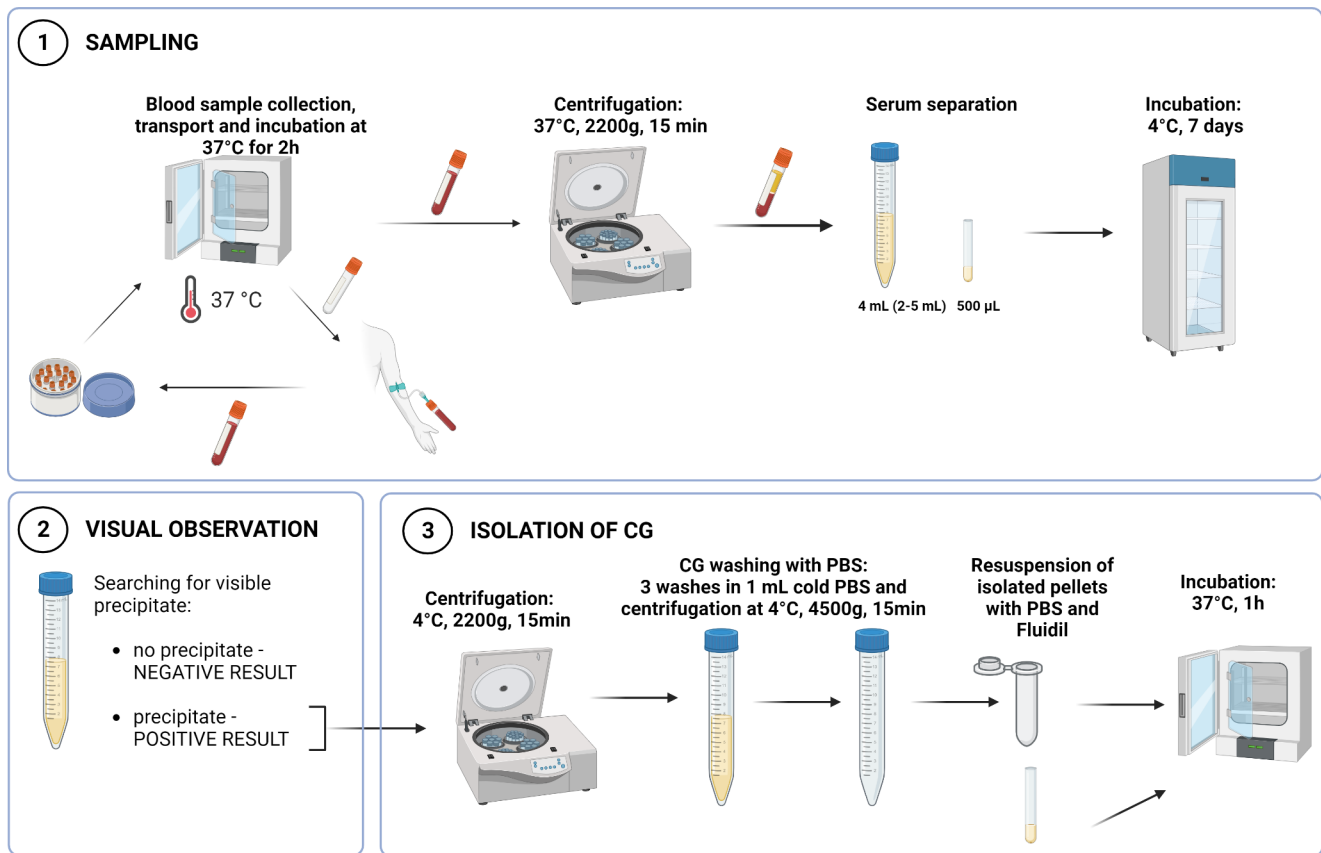 1 SAMPLING
Blood sample collection,
transport and incubation at
37°C for 2h
37 °C
Centrifugation:
37°C, 2200g, 15 min
Serum separation
4 mL (2-5 mL) 500 µL
Incubation:
4°C, 7 days
2 VISUAL OBSERVATION
Searching for visible
precipitate:
• no precipitate -
NEGATIVE RESULT
• precipitate -
POSITIVE RESULT
3 ISOLATION OF CG
Centrifugation:
4°C, 2200g, 15min
CG washing with PBS:
3 washes in 1 mL cold PBS and
centrifugation at 4°C, 4500g, 15min
Resuspension of
isolated pellets
with PBS and
Fluidil
Incubation:
37°C, 1h